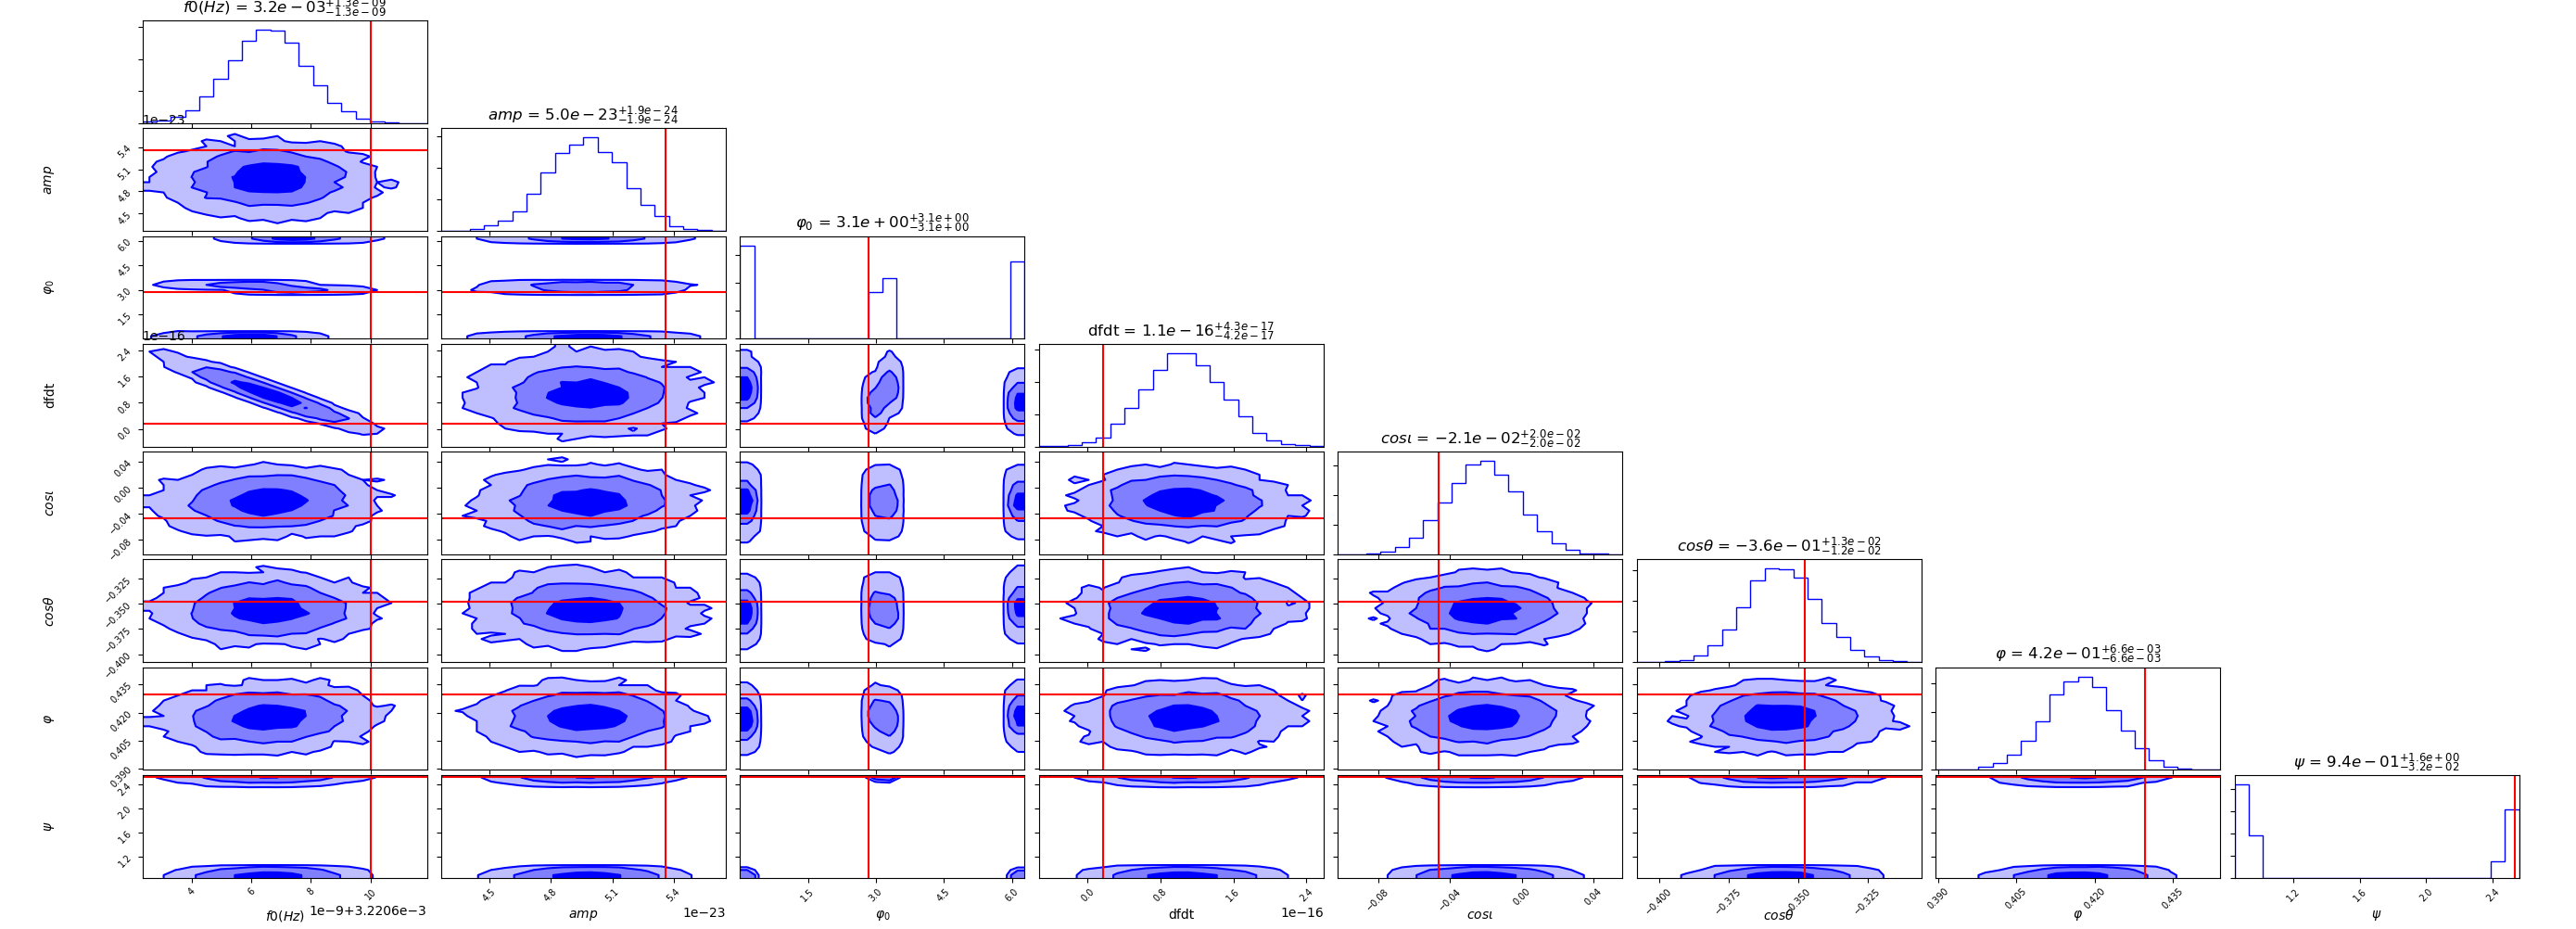 f0(Hz) = 3.2e−03+1.3e−09 −1.3e−09
1e−23
amp = 5.0e−23+1.9e−24 −1.9e−24
amp
5.4
5.1
4.8
4.5
φ0 = 3.1e+00+3.1e+00 −3.1e+00
φ0
6.0
4.5
3.0
1.5
1e−16
dfdt = 1.1e−16+4.3e−17 −4.2e−17
dfdt
2.4
1.6
0.8
0.0
cosι = −2.1e−02+2.0e−02 −2.0e−02
cosι
0.04
0.00
−0.04
−0.08
cosθ = −3.6e−01+1.3e−02 −1.2e−02
cosθ
−0.325
−0.350
−0.375
−0.400
φ = 4.2e−01+6.6e−03 −6.6e−03
φ
0.435
0.420
0.405
0.390
ψ = 9.4e−01+1.6e+00 −3.2e−02
ψ
2.4
2.0
1.6
1.2
4 6 8 10
4.5 4.8 5.1 5.4
1.5 3.0 4.5 6.0
0.0 0.8 1.6 2.4
−0.08 −0.04 0.00 0.04
−0.400 −0.375 −0.350 −0.325
0.390 0.405 0.420 0.435
1.2 1.6 2.0 2.4
f0(Hz) 1e−9+3.2206e−3
amp 1e−23
φ0
dfdt 1e−16
cosι
cosθ
φ
ψ